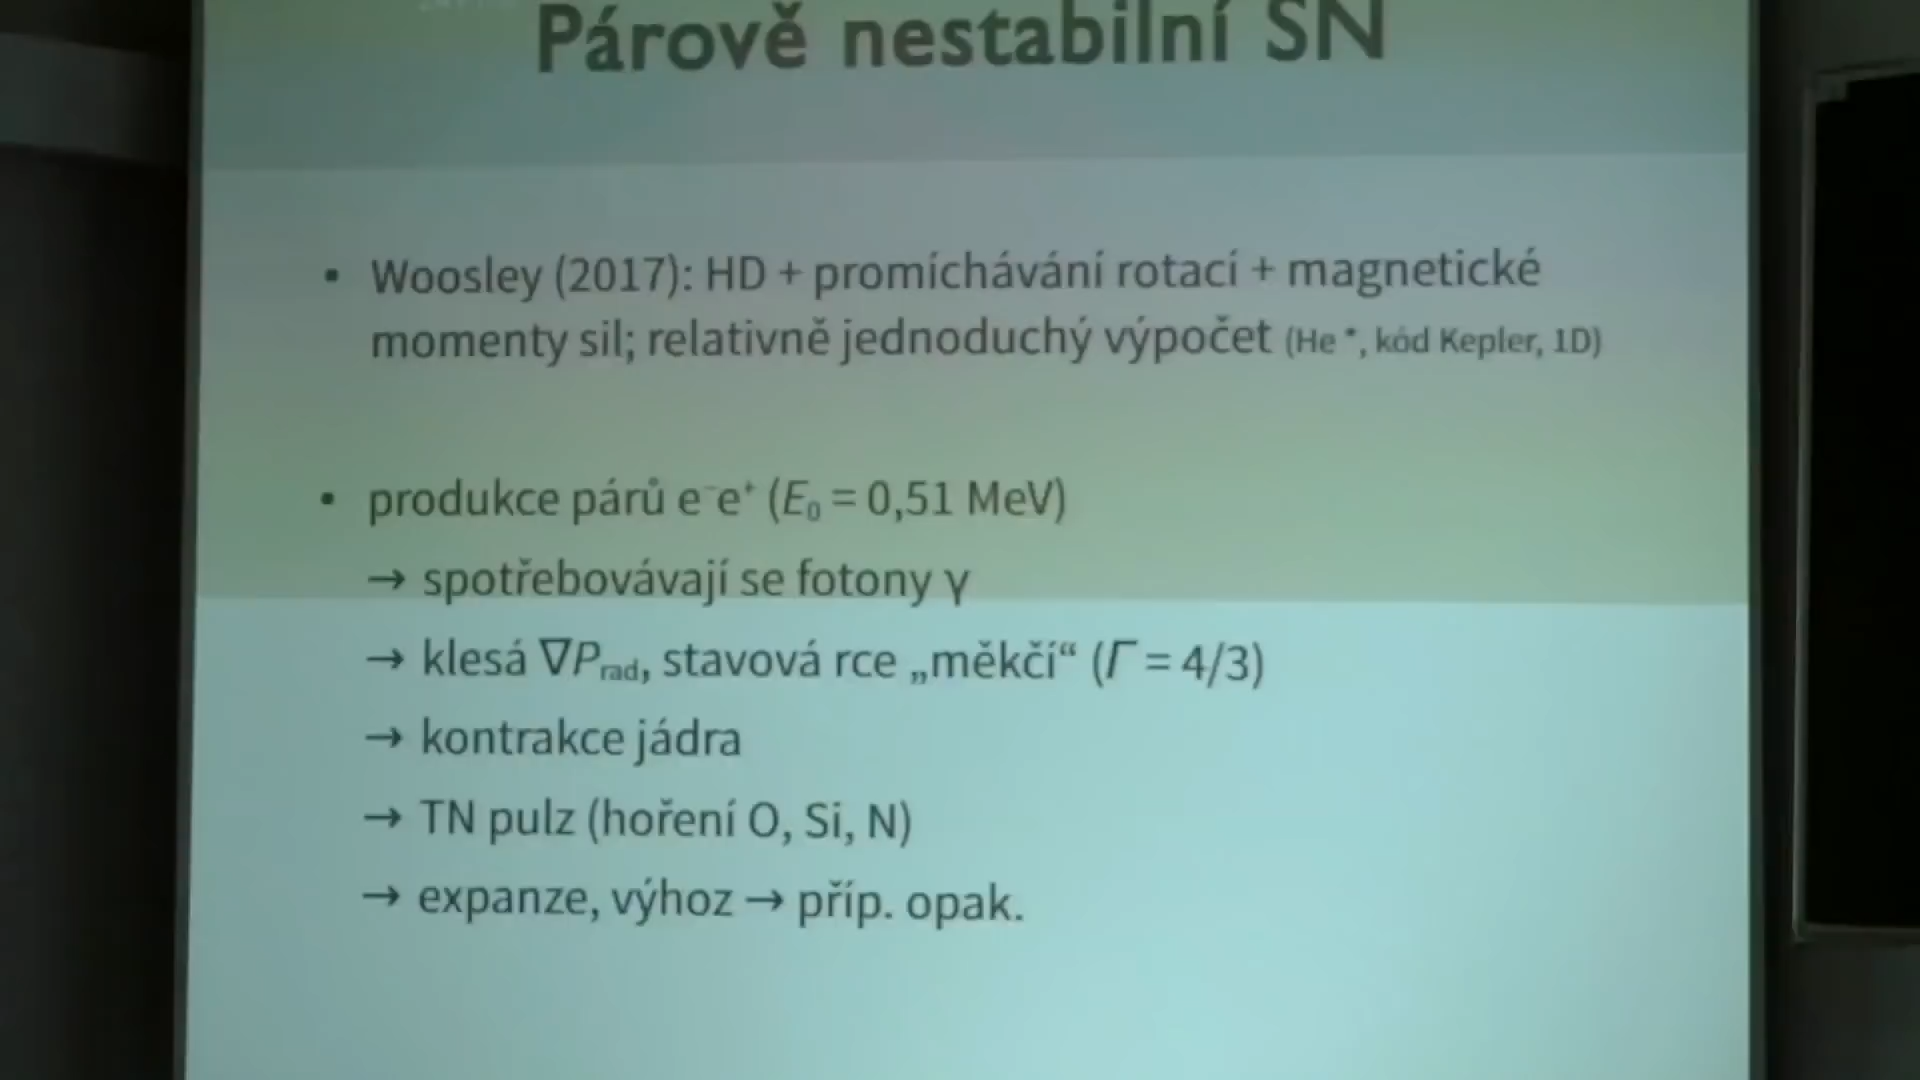 Párově nestabilní SN
• Woosley (2017): HD + promíchávání rotací + magnetické
momenty sil; relativně jednoduchý výpočet (He *, kód Kepler, 1D)
• produkce párů e⁻e⁺ (E₀ = 0,51 MeV)
→ spotřebovávají se fotony γ
→ klesá ∇P_rad, stavová rce „měkčí“ (Γ = 4/3)
→ kontrakce jádra
→ TN pulz (hoření O, Si, N)
→ expanze, výhoz → příp. opak.